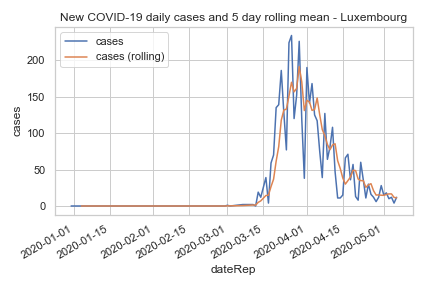 New COVID-19 daily cases and 5 day rolling mean - Luxembourg
cases
cases (rolling)
200
150
100
50
0
cases
2020-01-01
2020-01-15
2020-02-01
2020-02-15
2020-03-01
2020-03-15
2020-04-01
2020-04-15
2020-05-01
dateRep